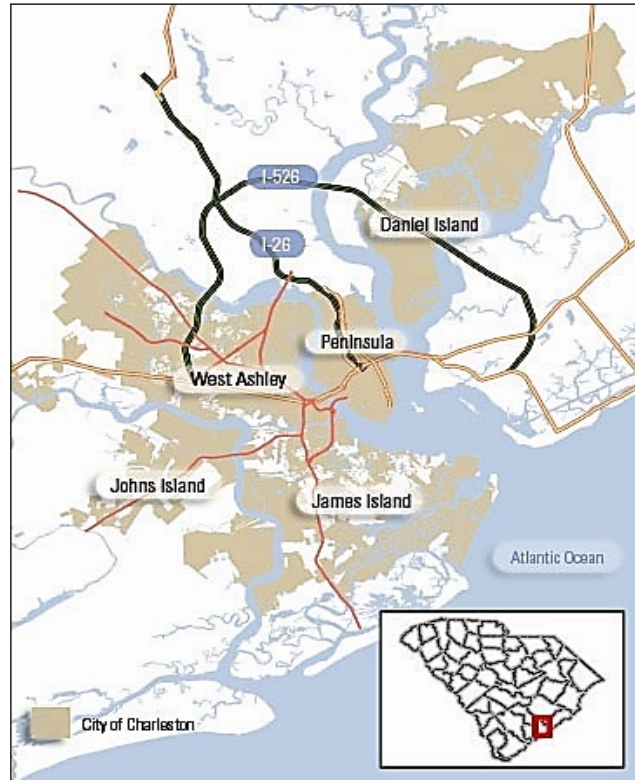 I-526
Daniel Island
I-26
Peninsula
West Ashley
Johns Island
James Island
Atlantic Ocean
City of Charleston